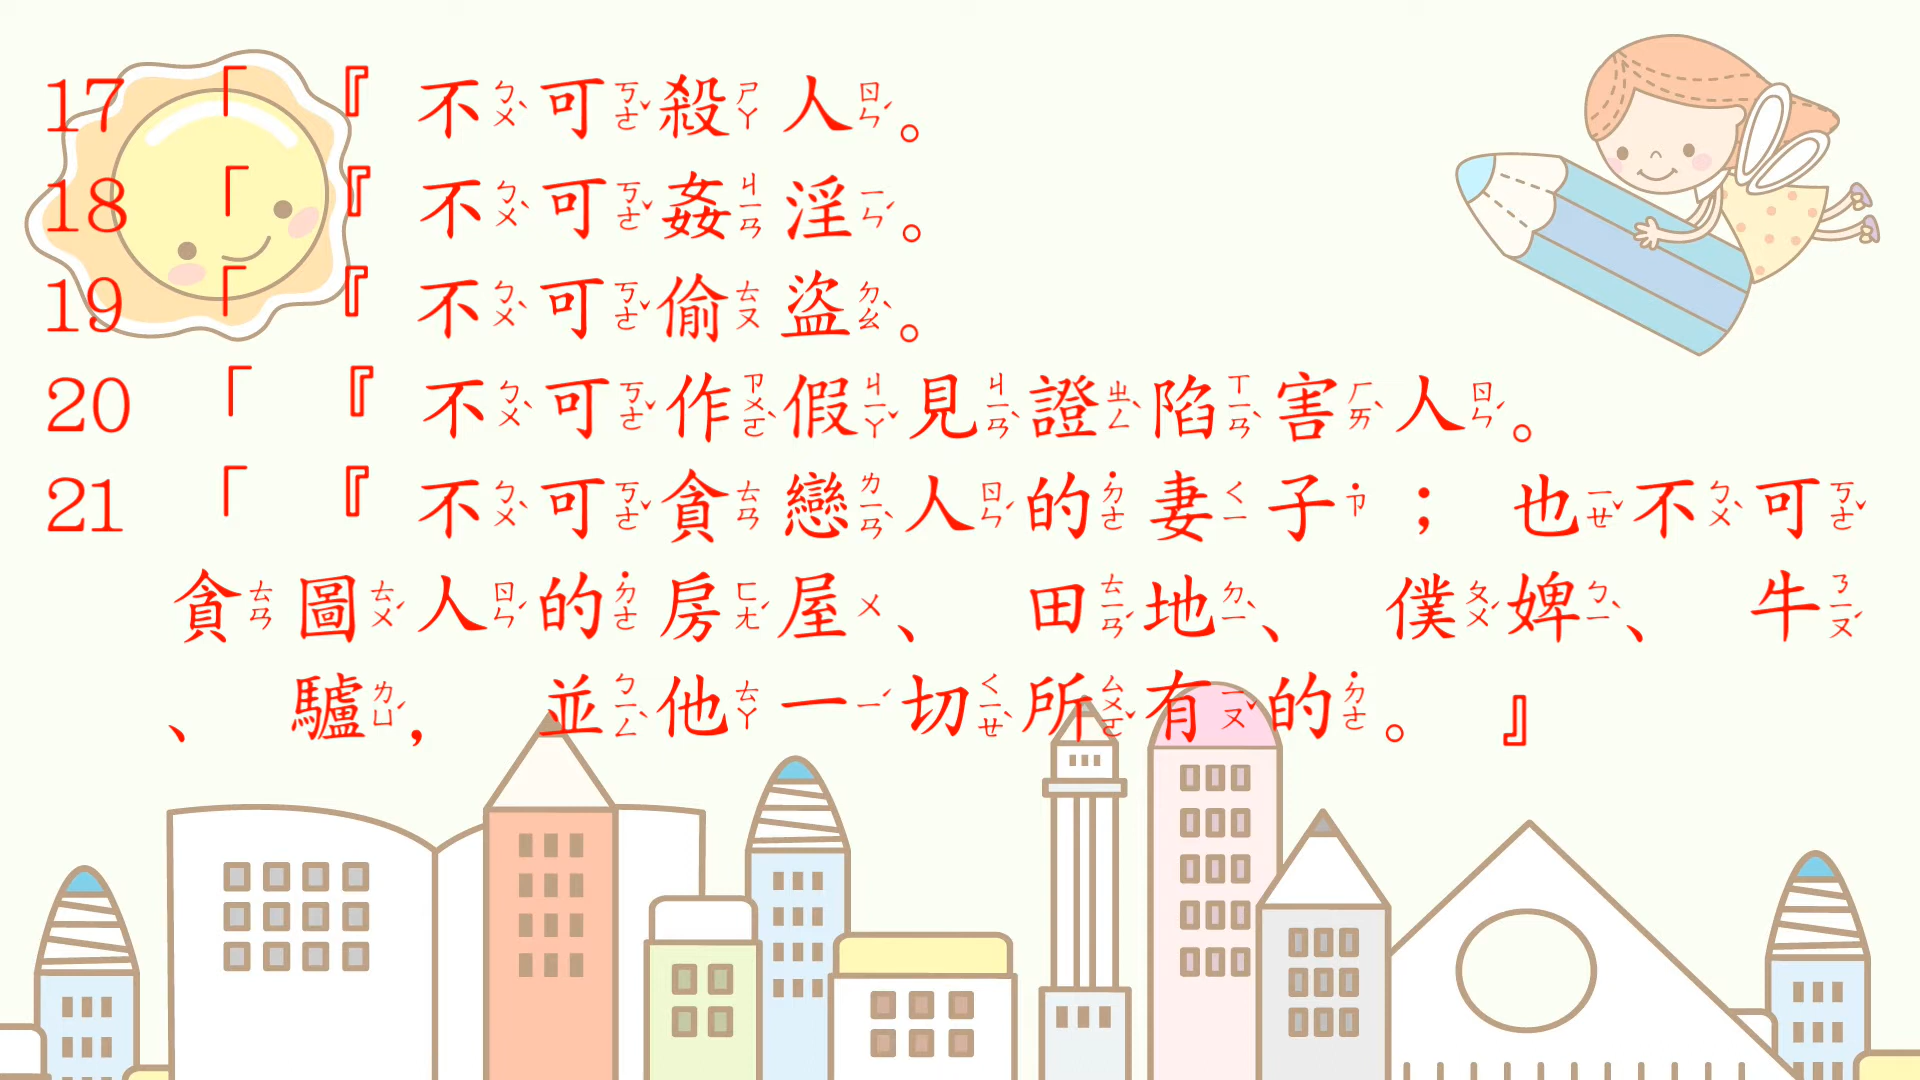 17 「『不可殺人。
18 「『不可姦淫。
19 「『不可偷盜。
20 「『不可作假見證陷害人。
21 「『不可貪戀人的妻子；也不可
貪圖人的房屋、田地、僕婢、牛
、驢，並他一切所有的。』